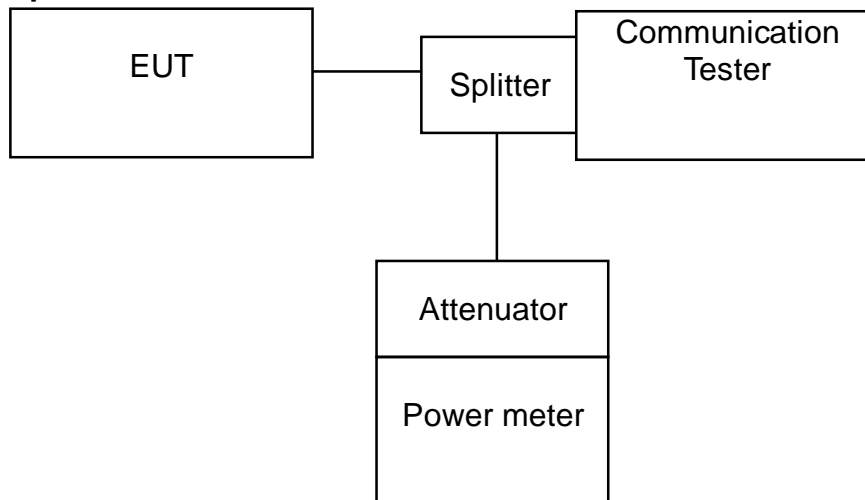 EUT
Splitter
Communication
Tester
Attenuator
Power meter